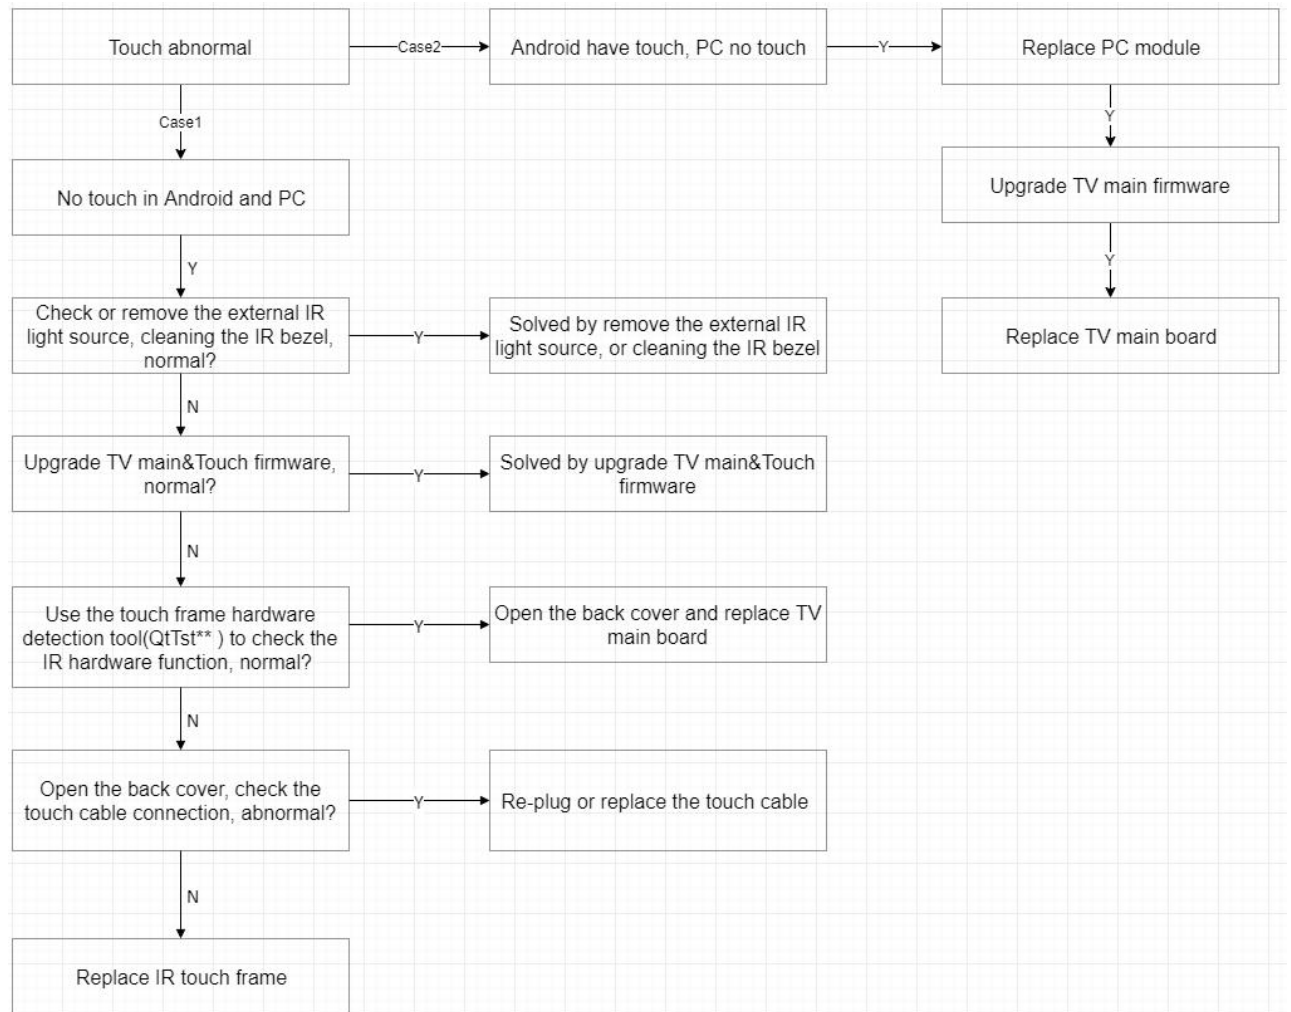 Touch abnormal
Case2
Android have touch, PC no touch
Y
Replace PC module
Case1
Y
No touch in Android and PC
Upgrade TV main firmware
Y
Y
Check or remove the external IR
light source, cleaning the IR bezel,
normal?
Y
Solved by remove the external IR
light source, or cleaning the IR bezel
Replace TV main board
N
Upgrade TV main&Touch firmware,
normal?
Y
Solved by upgrade TV main&Touch
firmware
N
Use the touch frame hardware
detection tool(QtTst** ) to check the
IR hardware function, normal?
Y
Open the back cover and replace TV
main board
N
Open the back cover, check the
touch cable connection, abnormal?
Y
Re-plug or replace the touch cable
N
Replace IR touch frame